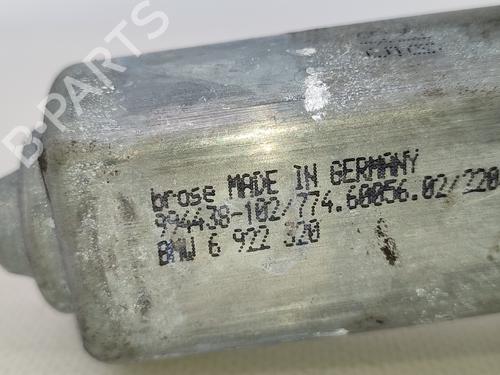 B-PARTS
brose MADE IN GERMANY
994438-102/774.60056.02/220
BMW 6 922 320